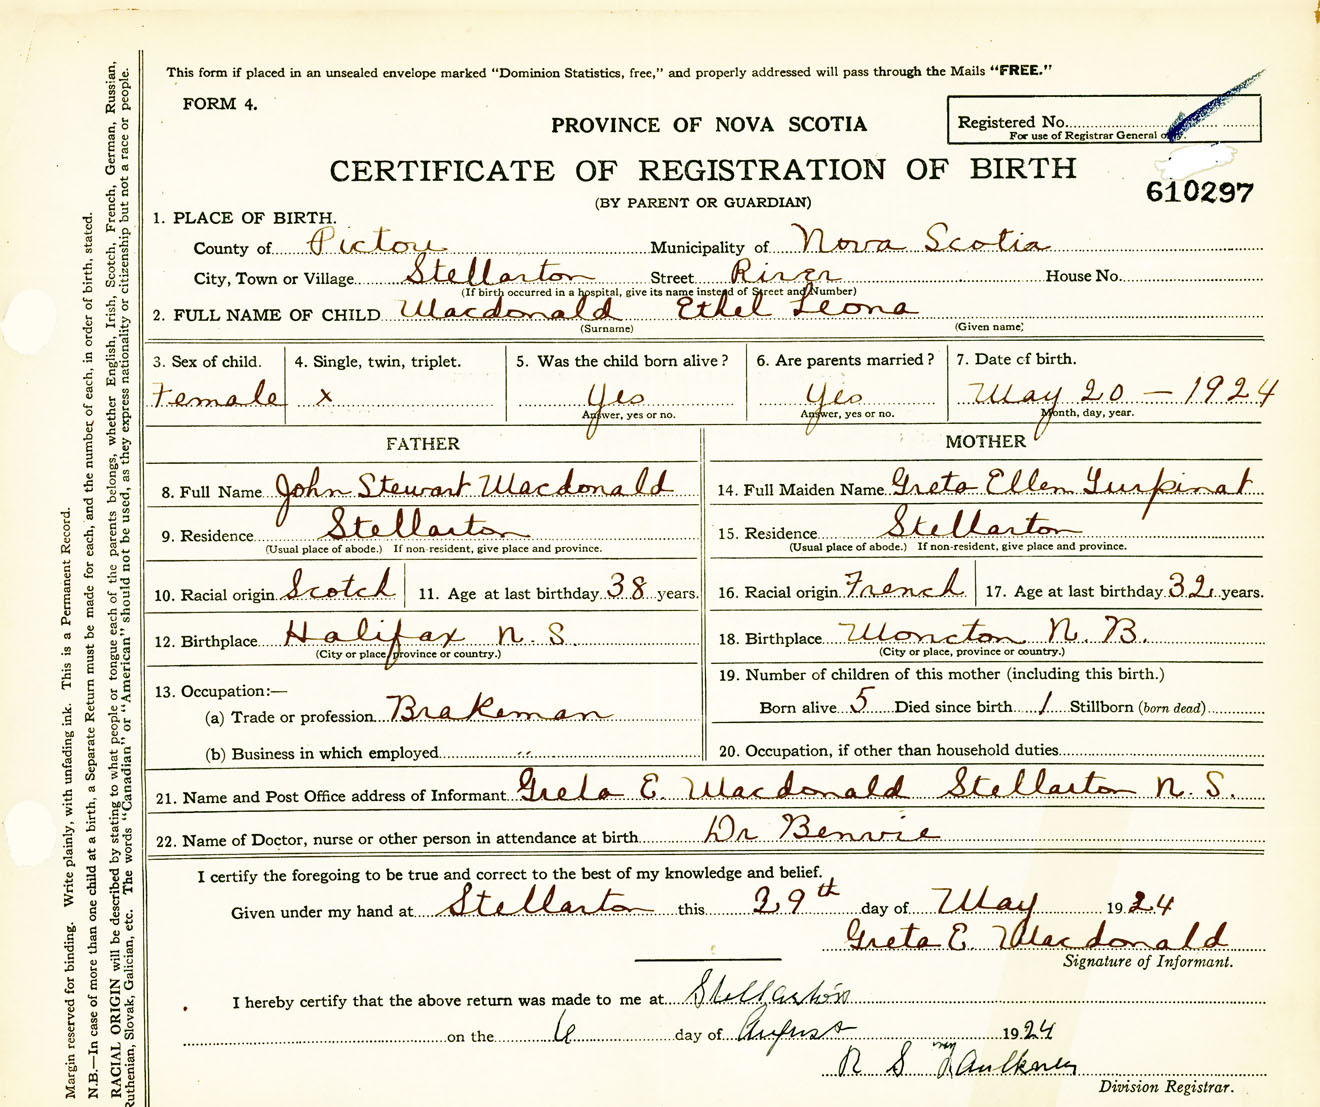 This form if placed in an unsealed envelope marked “Dominion Statistics, free,” and properly addressed will pass through the Mails “FREE.”
FORM 4.
PROVINCE OF NOVA SCOTIA
Registered No.
For use of Registrar General
CERTIFICATE OF REGISTRATION OF BIRTH
(BY PARENT OR GUARDIAN)
610297
1. PLACE OF BIRTH.
County of Pictou Municipality of Nova Scotia
City, Town or Village Stellarton Street River House No.
(If birth occurred in a hospital, give its name instead of Street and Number)
2. FULL NAME OF CHILD Macdonald Ethel Leona
(Surname) (Given name)
3. Sex of child. 4. Single, twin, triplet. 5. Was the child born alive? 6. Are parents married? 7. Date of birth.
Female x Yes Yes May 20 – 1924
Answer, yes or no. Answer, yes or no. Month, day, year.
FATHER MOTHER
8. Full Name John Stewart Macdonald 14. Full Maiden Name Greta Ellen
9. Residence Stellarton 15. Residence Stellarton
(Usual place of abode.) If non-resident, give place and province. (Usual place of abode.) If non-resident, give place and province.
10. Racial origin Scotch 11. Age at last birthday 38 years. 16. Racial origin French 17. Age at last birthday 32 years.
12. Birthplace Halifax N. S. 18. Birthplace Moncton N. B.
(City or place, province or country.) (City or place, province or country.)
13. Occupation:— 19. Number of children of this mother (including this birth.)
(a) Trade or profession Brakeman Born alive 5 Died since birth 1 Stillborn (born dead)
(b) Business in which employed 20. Occupation, if other than household duties
21. Name and Post Office address of Informant Greta E. Macdonald Stellarton N. S.
22. Name of Doctor, nurse or other person in attendance at birth Dr Benvie
I certify the foregoing to be true and correct to the best of my knowledge and belief.
Given under my hand at Stellarton this 29th day of May 1924
Greta E. Macdonald
Signature of Informant.
I hereby certify that the above return was made to me at Stellarton
on the 6 day of August 1924
R S Faulkner
Division Registrar.
Margin reserved for binding. Write plainly, with unfading ink. This is a Permanent Record.
N.B.—In case of more than one child at a birth, a Separate Return must be made for each, and the number of each, in order of birth, stated.
RACIAL ORIGIN will be described by stating to what people or tongue each of the parents belongs, whether English, Irish, Scotch, French, German, Russian,
Ruthenian, Slovak, Galician, etc. The words “Canadian” or “American” should not be used, as they express nationality or citizenship but not a race or people.